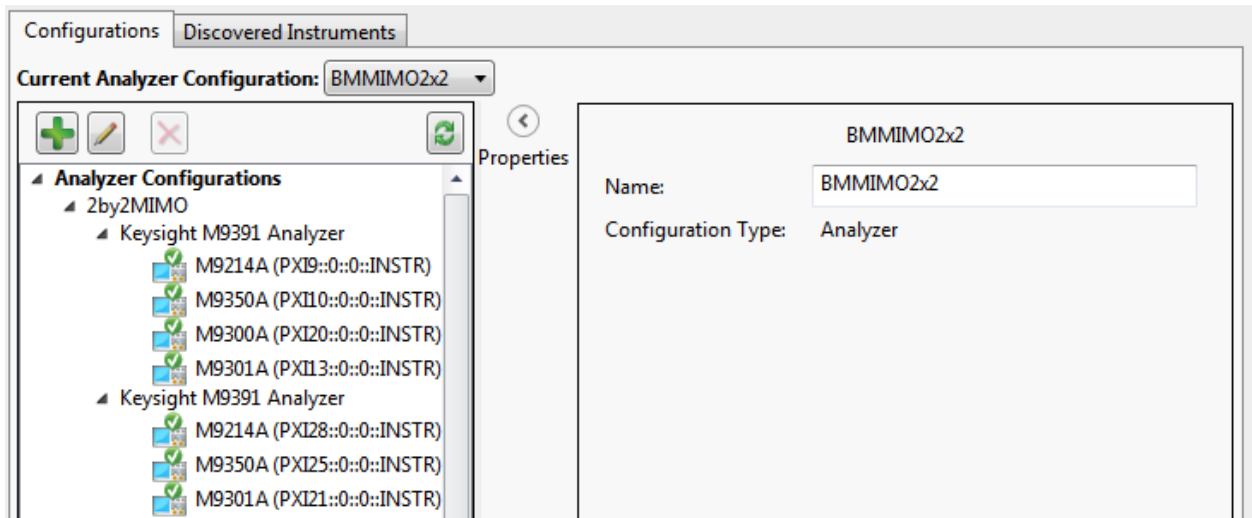 Configurations Discovered Instruments
Current Analyzer Configuration: BMMIMO2x2
Properties
Analyzer Configurations
2by2MIMO
Keysight M9391 Analyzer
M9214A (PXI9::0::0::INSTR)
M9350A (PXI10::0::0::INSTR)
M9300A (PXI20::0::0::INSTR)
M9301A (PXI13::0::0::INSTR)
Keysight M9391 Analyzer
M9214A (PXI28::0::0::INSTR)
M9350A (PXI25::0::0::INSTR)
M9301A (PXI21::0::0::INSTR)
BMMIMO2x2
Name: BMMIMO2x2
Configuration Type: Analyzer